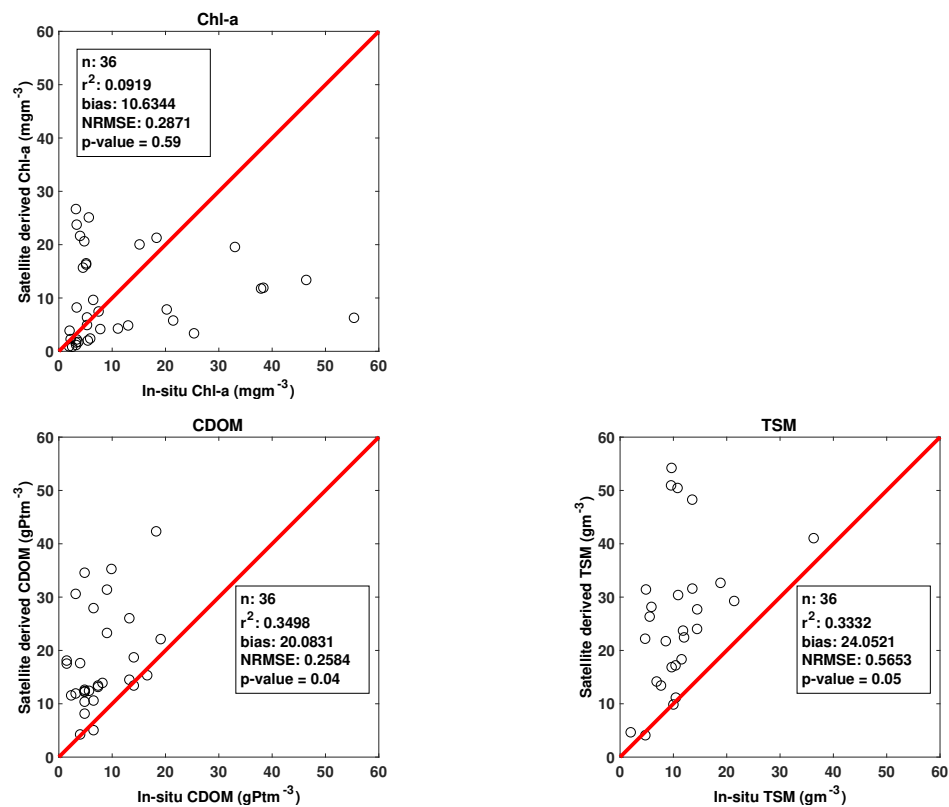 Chl-a
60
50
40
30
20
10
0
n: 36
r²: 0.0919
bias: 10.6344
NRMSE: 0.2871
p-value = 0.59
Satellite derived Chl-a (mgm⁻³)
0 10 20 30 40 50 60
In-situ Chl-a (mgm⁻³)
CDOM
60
50
40
30
20
10
0
n: 36
r²: 0.3498
bias: 20.0831
NRMSE: 0.2584
p-value = 0.04
Satellite derived CDOM (gPtm⁻³)
0 10 20 30 40 50 60
In-situ CDOM (gPtm⁻³)
TSM
60
50
40
30
20
10
0
n: 36
r²: 0.3332
bias: 24.0521
NRMSE: 0.5653
p-value = 0.05
Satellite derived TSM (gm⁻³)
0 10 20 30 40 50 60
In-situ TSM (gm⁻³)